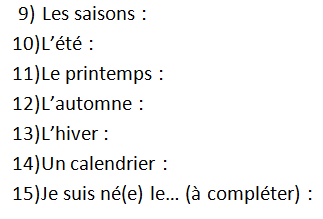 9) Les saisons :
10)L’été :
11)Le printemps :
12)L’automne :
13)L’hiver :
14)Un calendrier :
15)Je suis né(e) le… (à compléter) :